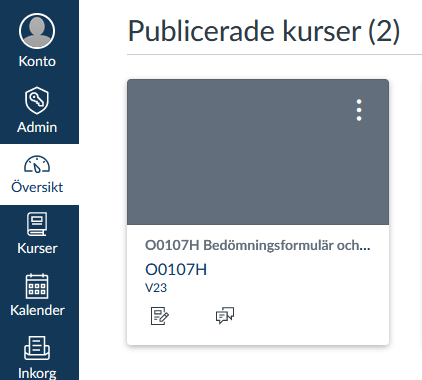 Publicerade kurser (2)
Konto
Admin
Översikt
Kurser
Kalender
Inkorg
O0107H Bedömningsformulär och...
O0107H
V23